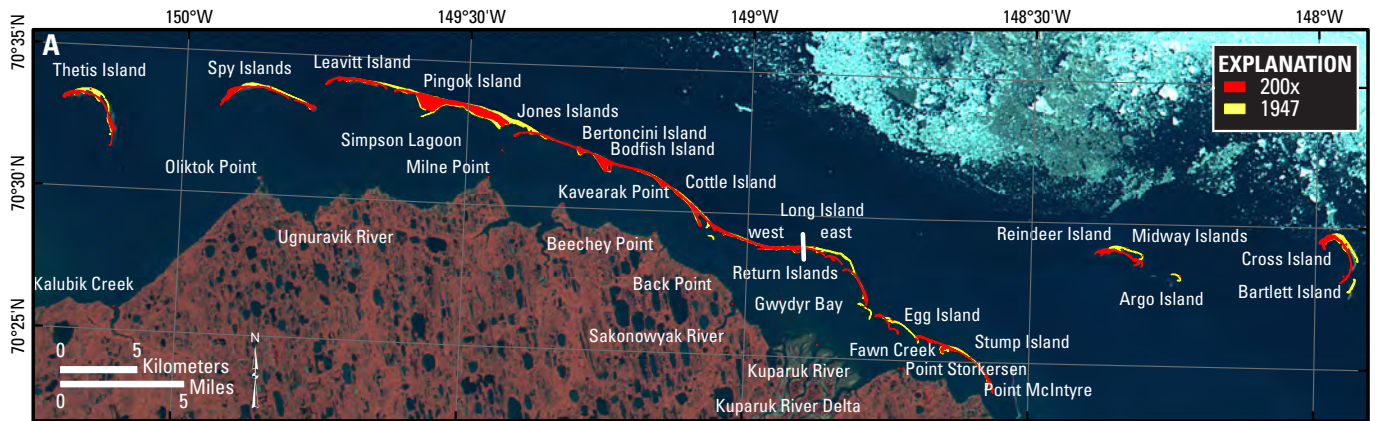 150°W
149°30'W
149°W
148°30'W
148°W
70°35'N
70°30'N
70°25'N
A
EXPLANATION
200x
1947
Thetis Island
Spy Islands
Leavitt Island
Pingok Island
Jones Islands
Simpson Lagoon
Bertoncini Island
Bodfish Island
Oliktok Point
Milne Point
Kavearak Point
Cottle Island
Long Island
west
east
Reindeer Island
Midway Islands
Cross Island
Ugnuravik River
Beechey Point
Return Islands
Kalubik Creek
Back Point
Argo Island
Bartlett Island
Gwydyr Bay
Egg Island
Sakonowyak River
Stump Island
Fawn Creek
Kuparuk River
Point Storkersen
Point McIntyre
Kuparuk River Delta
N
0 5
Kilometers
Miles
0 5